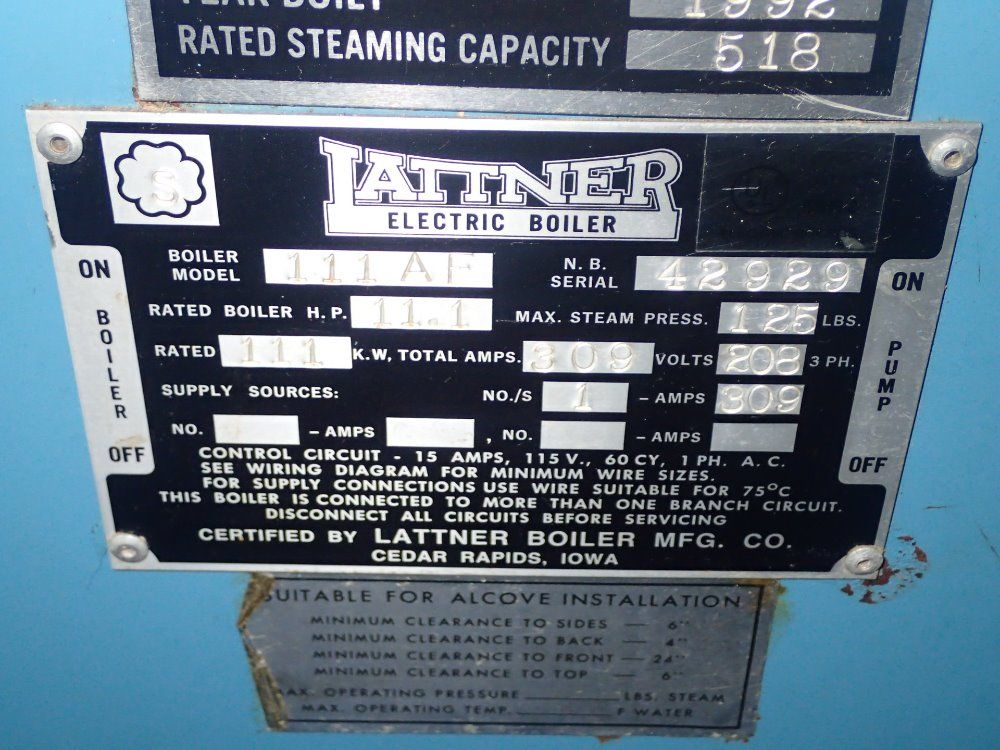 YEAR BUILT 1992
RATED STEAMING CAPACITY 518
S
LATTNER
ELECTRIC BOILER
ON
BOILER
OFF
BOILER MODEL 111AF N.B. SERIAL 42929
RATED BOILER H.P. 11.1 MAX. STEAM PRESS. 125 LBS.
RATED 111 K.W, TOTAL AMPS. 309 VOLTS 208 3 PH.
SUPPLY SOURCES: NO./S 1 - AMPS 309
NO. - AMPS , NO. - AMPS
ON
PUMP
OFF
CONTROL CIRCUIT - 15 AMPS, 115 V., 60 CY, 1 PH. A.C.
SEE WIRING DIAGRAM FOR MINIMUM WIRE SIZES.
FOR SUPPLY CONNECTIONS USE WIRE SUITABLE FOR 75°C
THIS BOILER IS CONNECTED TO MORE THAN ONE BRANCH CIRCUIT.
DISCONNECT ALL CIRCUITS BEFORE SERVICING
CERTIFIED BY LATTNER BOILER MFG. CO.
CEDAR RAPIDS, IOWA
SUITABLE FOR ALCOVE INSTALLATION
MINIMUM CLEARANCE TO SIDES — 6"
MINIMUM CLEARANCE TO BACK — 4"
MINIMUM CLEARANCE TO FRONT — 24"
MINIMUM CLEARANCE TO TOP — 6"
MAX. OPERATING PRESSURE LBS. STEAM
MAX. OPERATING TEMP. F WATER